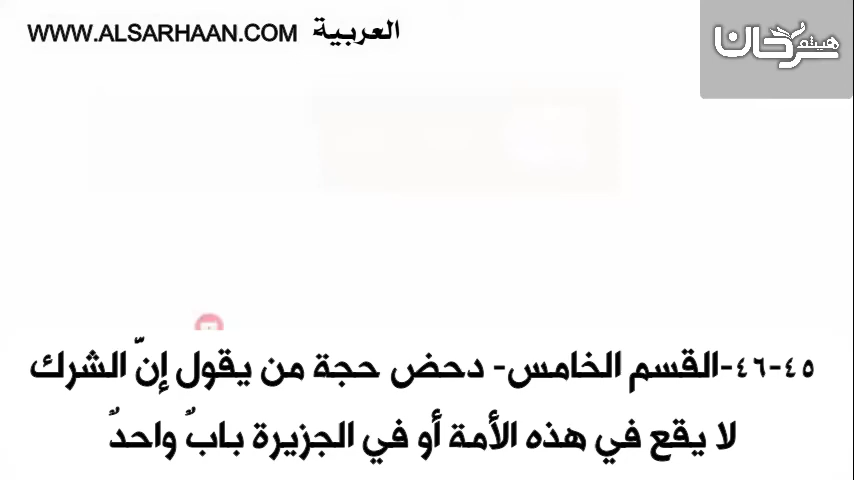 WWW.ALSARHAAN.COM العربية
هيثم سرحان
٤٥-٤٦-القسم الخامس- دحض حجة من يقول إنّ الشرك
لا يقع في هذه الأمة أو في الجزيرة بابٌ واحدٌ